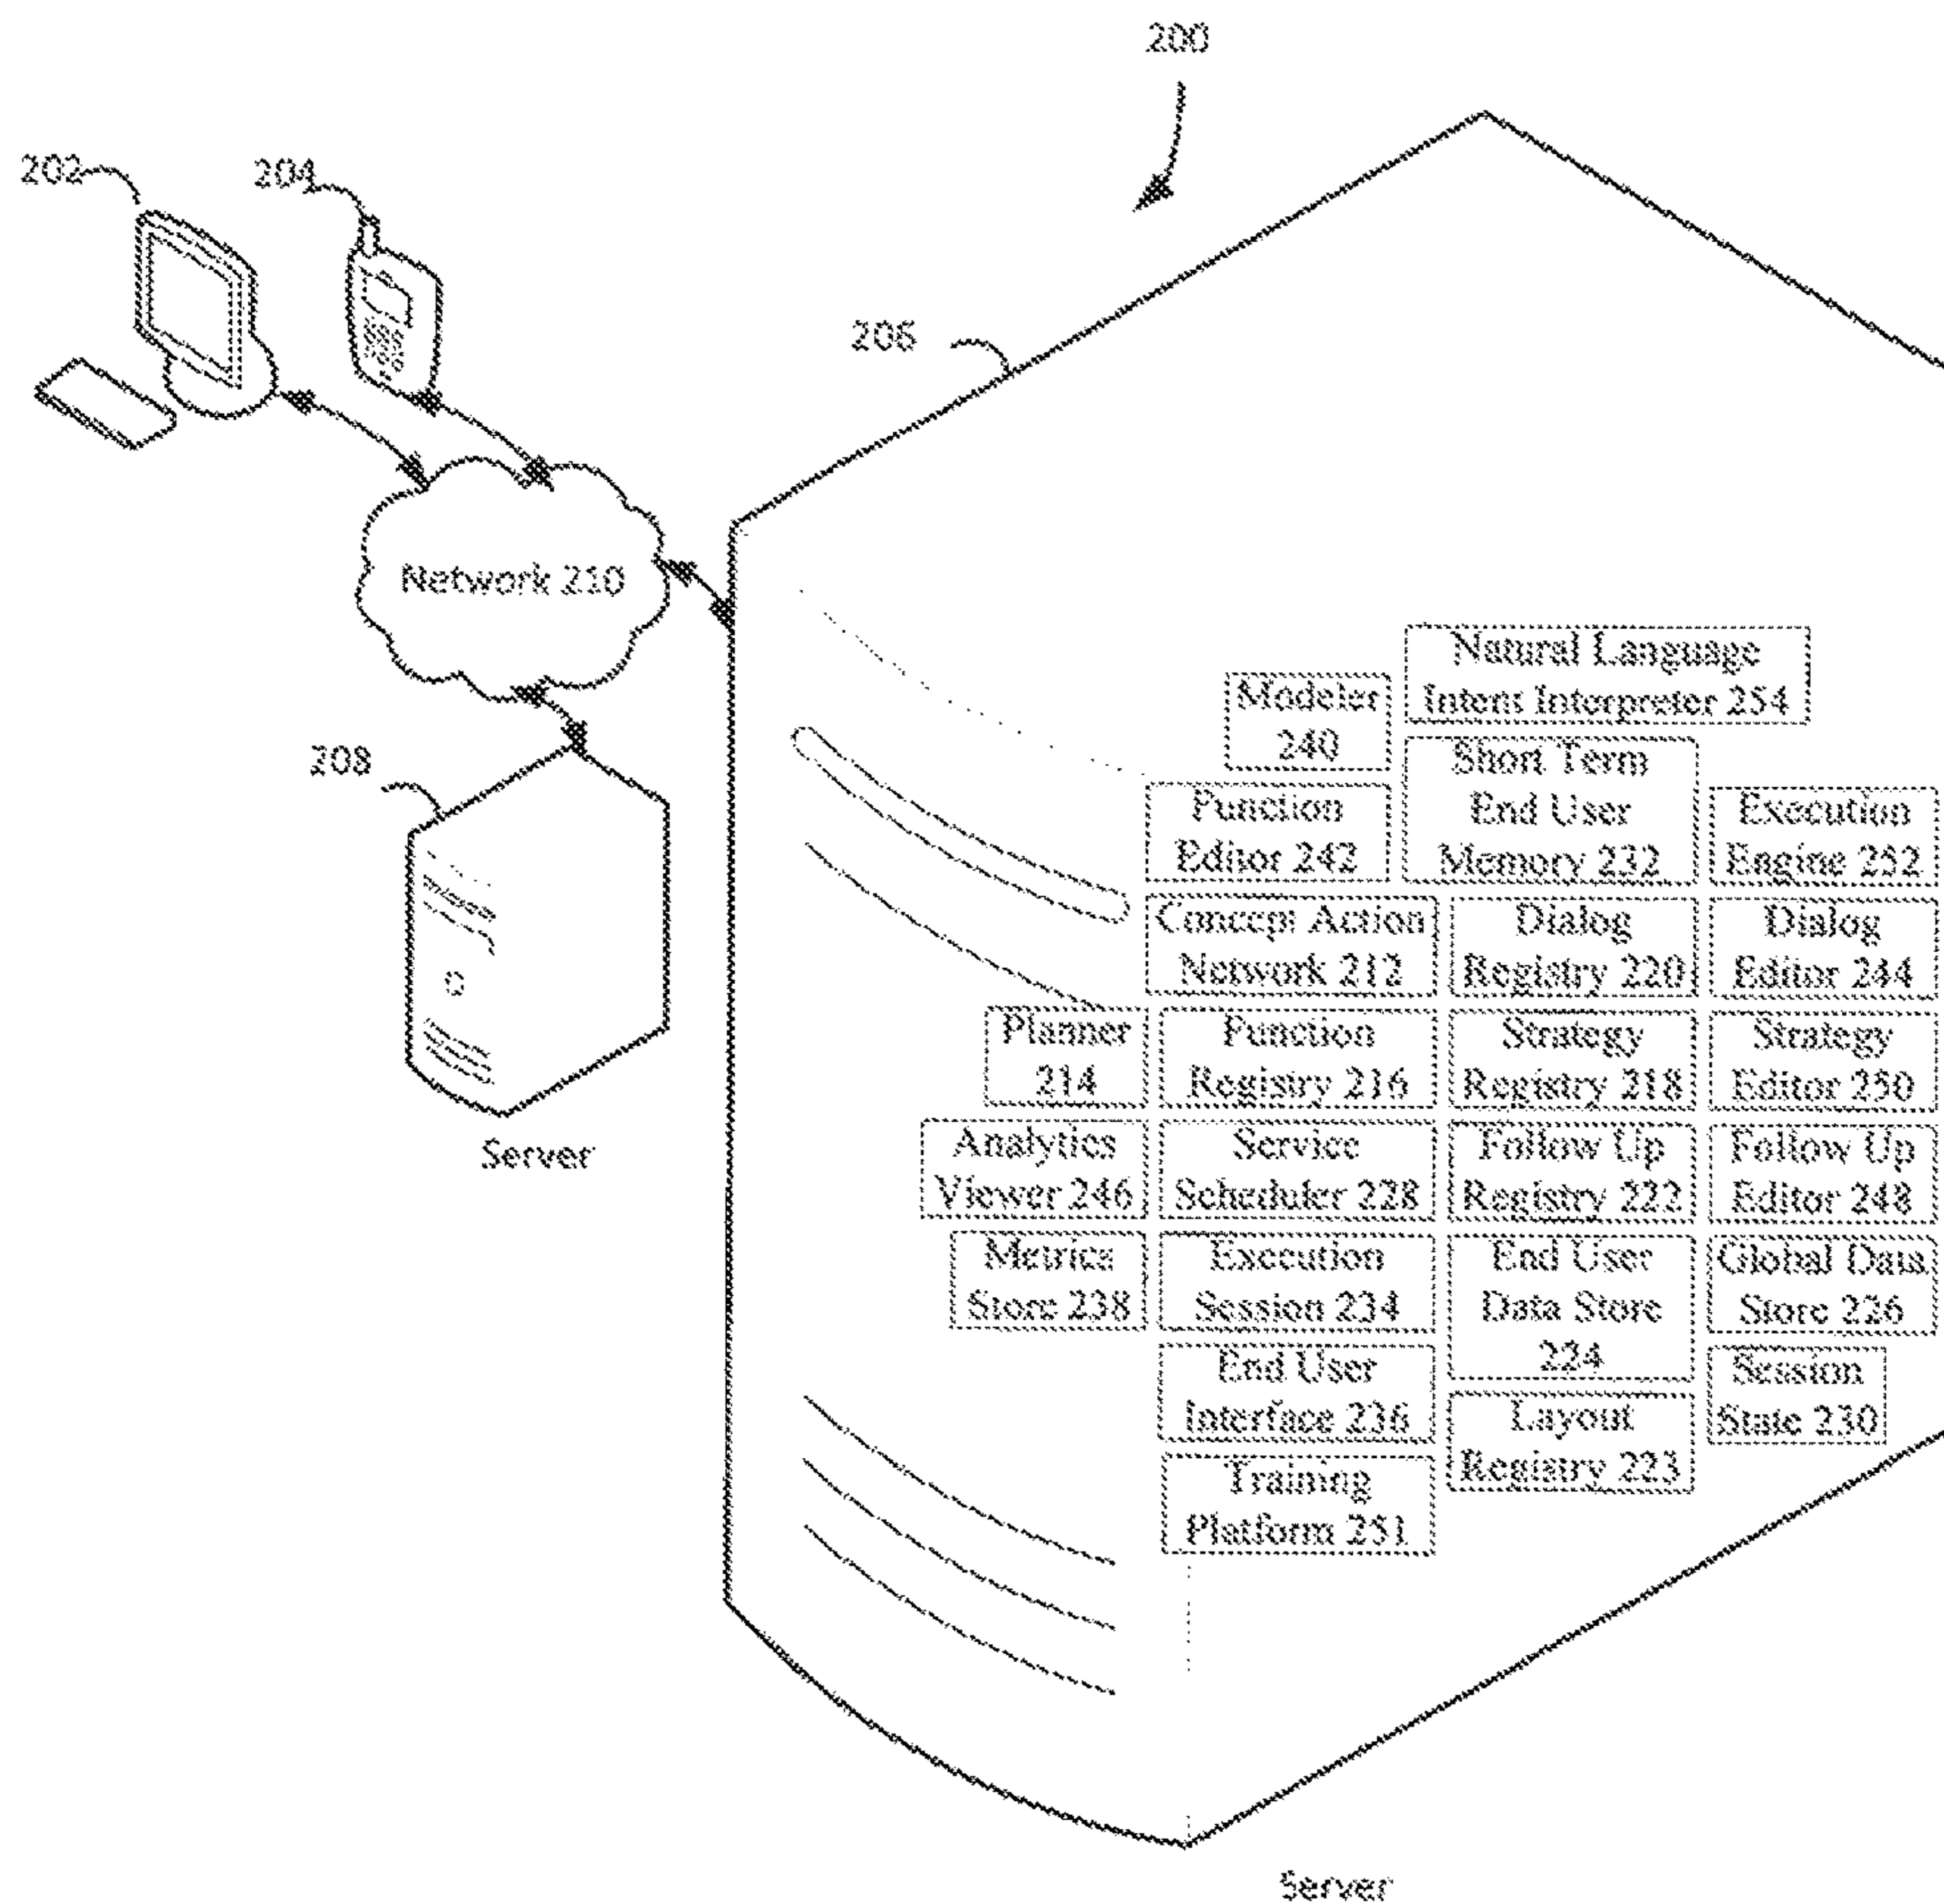 200
202
204
206
Network 210
208
Server
Natural Language
Intent Interpreter 254
Modeler
240
Short Term
End User
Memory 232
Function
Editor 242
Execution
Engine 252
Concept Action
Network 212
Dialog
Registry 220
Dialog
Editor 244
Planner
214
Function
Registry 216
Strategy
Registry 218
Strategy
Editor 250
Analytics
Viewer 246
Service
Scheduler 228
Follow Up
Registry 222
Follow Up
Editor 248
Metrics
Store 238
Execution
Session 234
End User
Data Store
224
Global Data
Store 226
End User
Interface 236
Layout
Registry 223
Session
State 230
Training
Platform 251
Server